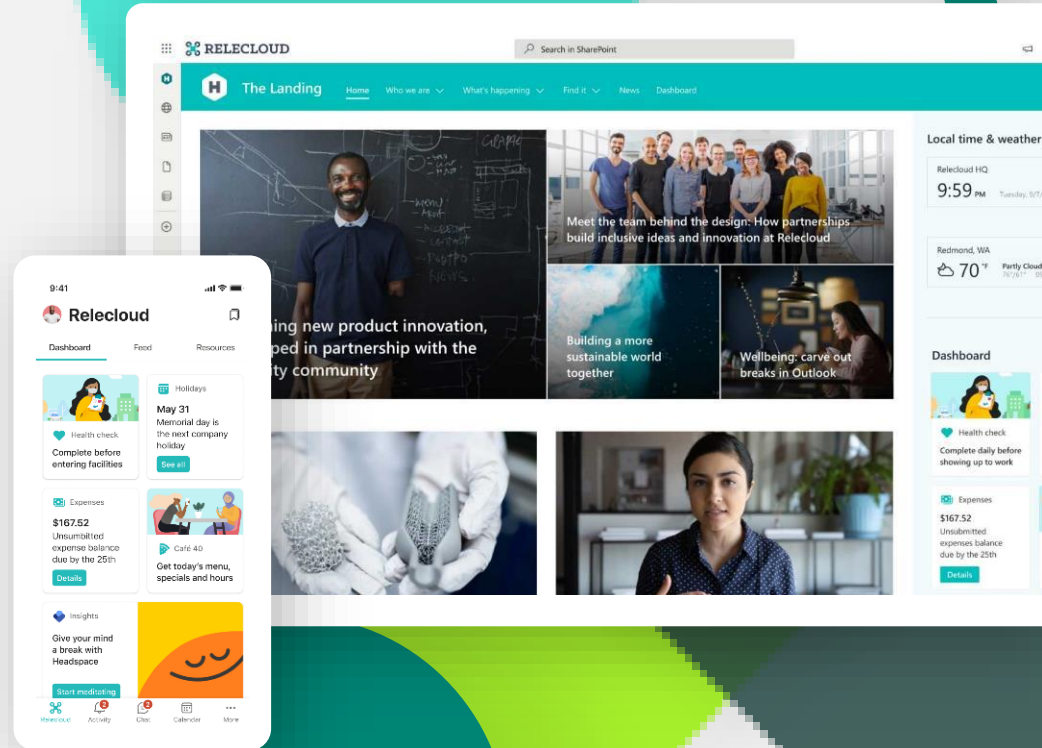 RELECLOUD
Search in SharePoint
H
The Landing
Home
Who we are
What's happening
Find it
News
Dashboard
GRAPHIC
ing new product innovation,
ped in partnership with the
ity community
Meet the team behind the design: How partnerships
build inclusive ideas and innovation at Relecloud
Building a more
sustainable world
together
Wellbeing: carve out
breaks in Outlook
Local time & weather
Relecloud HQ
9:59 PM
Tuesday,
Redmond, WA
70 °F
Partly Cloud
Dashboard
Health check
Complete daily before
showing up to work
Expenses
$167.52
Unsubmitted
expenses balance
due by the 25th
Details
9:41
Relecloud
Dashboard
Feed
Resources
Health check
Complete before
entering facilities
Holidays
May 31
Memorial day is
the next company
holiday
See all
Expenses
$167.52
Unsumbitted
expense balance
due by the 25th
Details
Café 40
Get today's menu,
specials and hours
Insights
Give your mind
a break with
Headspace
Start meditating
Relecloud
2
Activity
2
Chat
Calendar
More